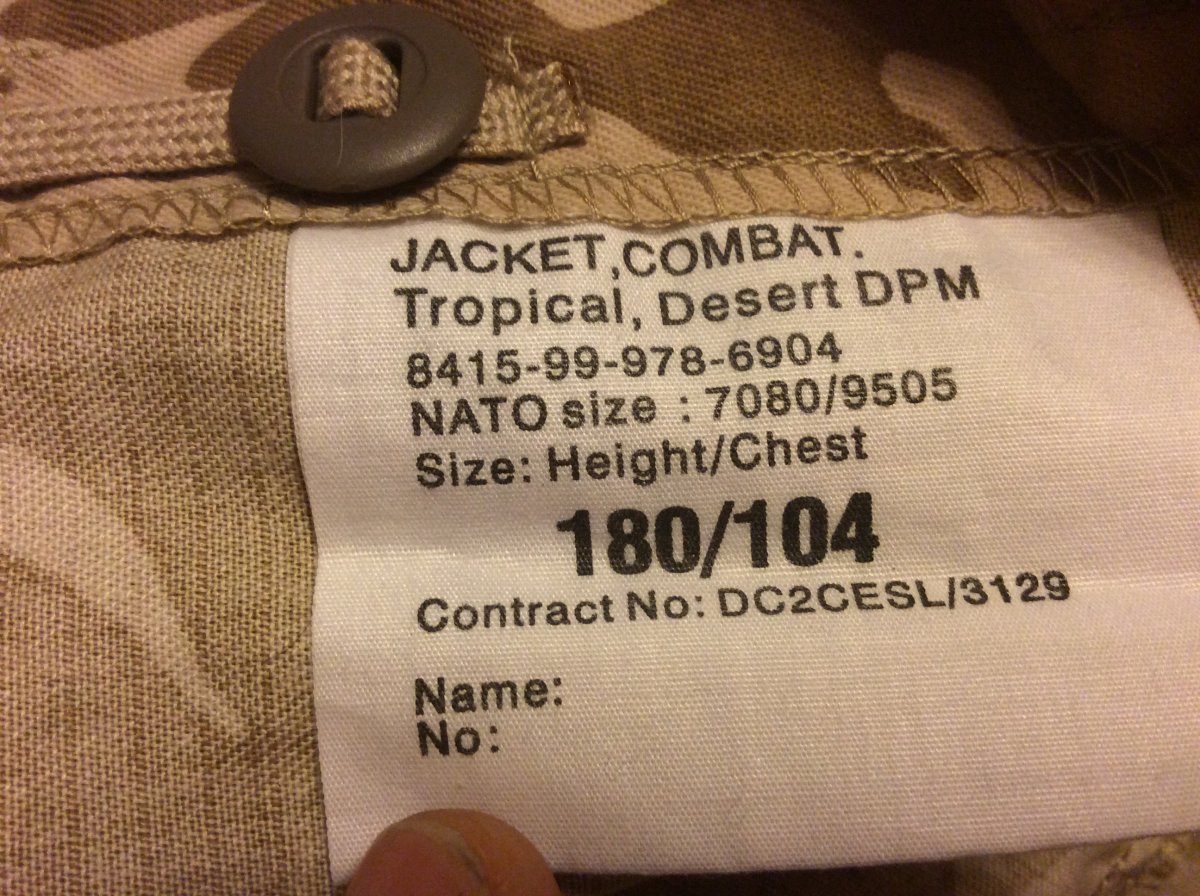 JACKET,COMBAT.
Tropical, Desert DPM
8415-99-978-6904
NATO size : 7080/9505
Size: Height/Chest
180/104
Contract No: DC2CESL/3129
Name:
No: